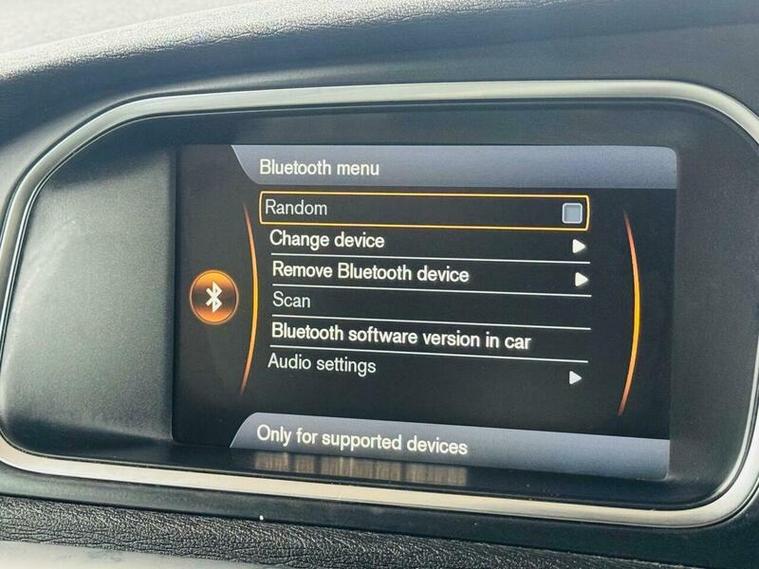 Bluetooth menu
Random
Change device
Remove Bluetooth device
Scan
Bluetooth software version in car
Audio settings
Only for supported devices